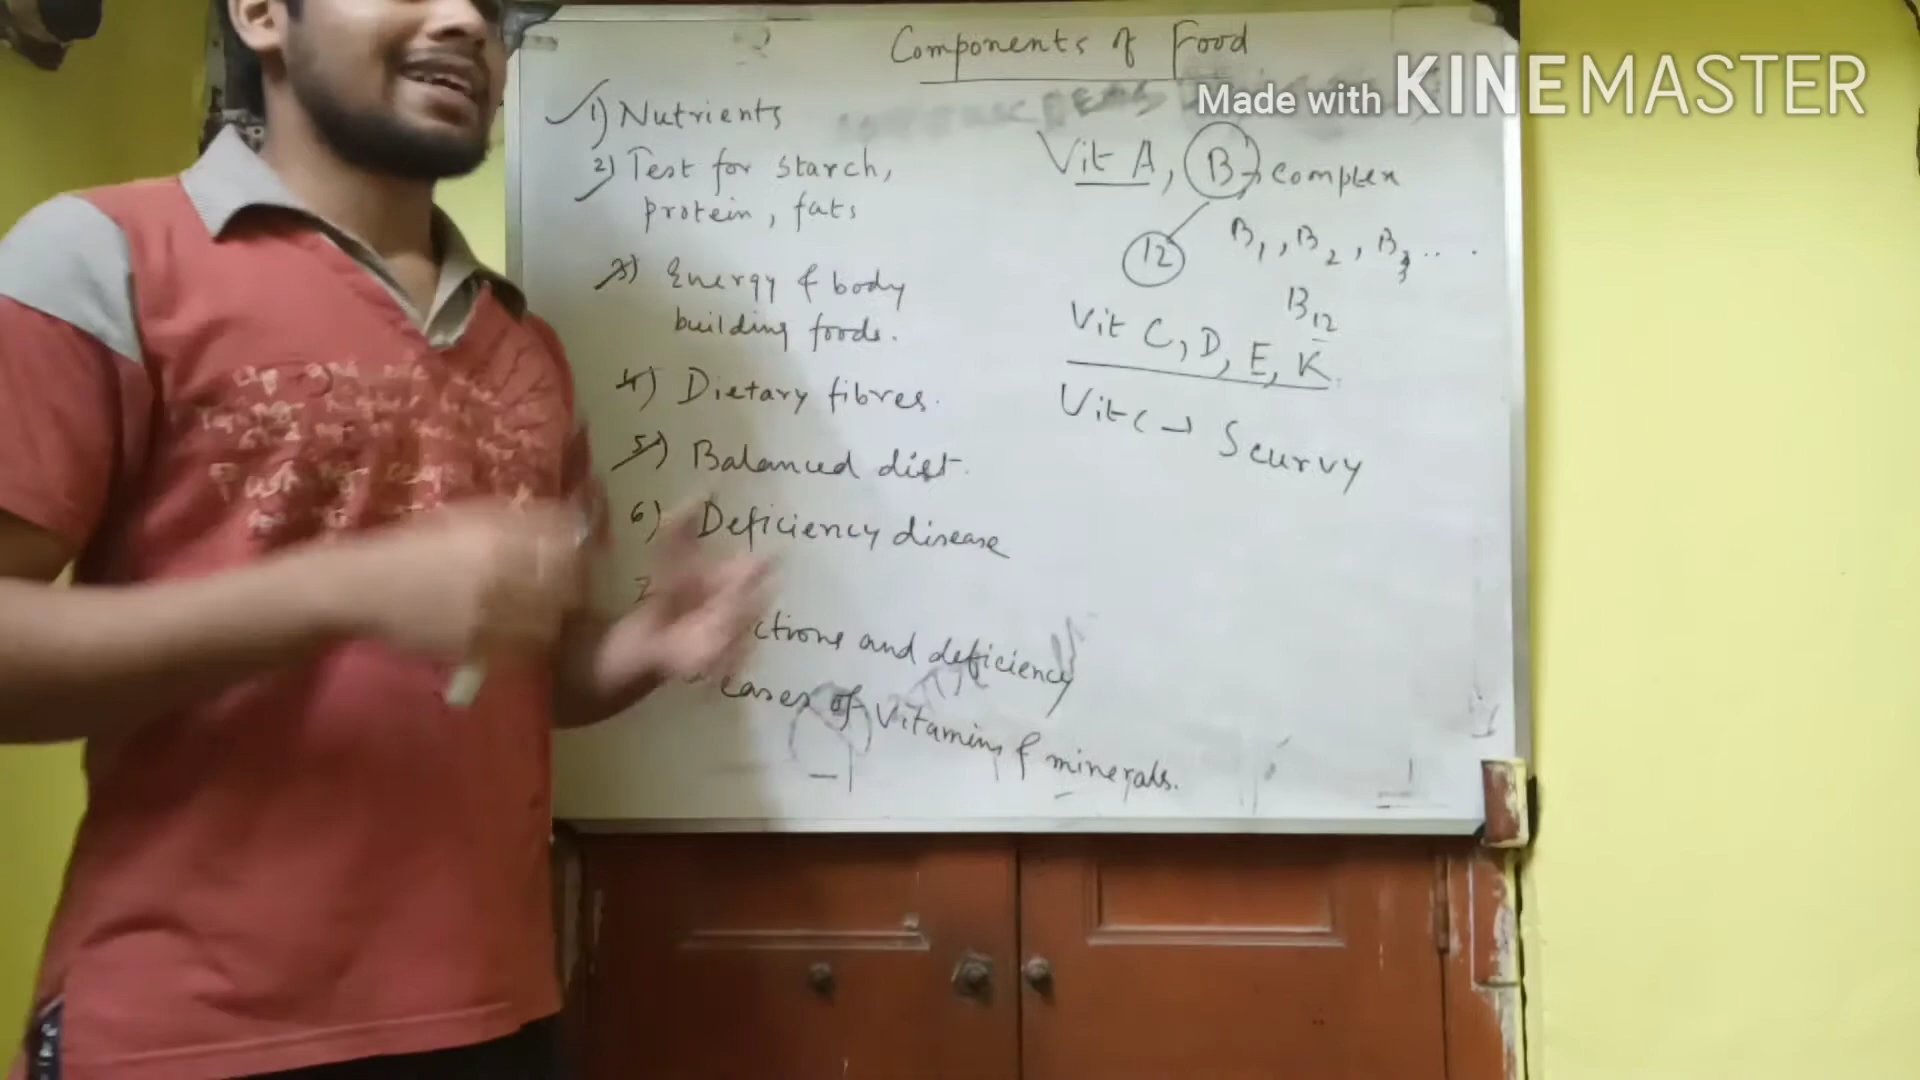 Components of Food
Made with KINEMASTER
1) Nutrients
2) Test for starch,
protein, fats
3) Energy & body
building foods.
4) Dietary fibres.
5) Balanced diet.
6) Deficiency disease
7
ctions and deficiency
eases of vitamins & minerals.
Vit A, B complex
12
B1, B2, B3 ...
B12
Vit C, D, E, K
Vit C → Scurvy